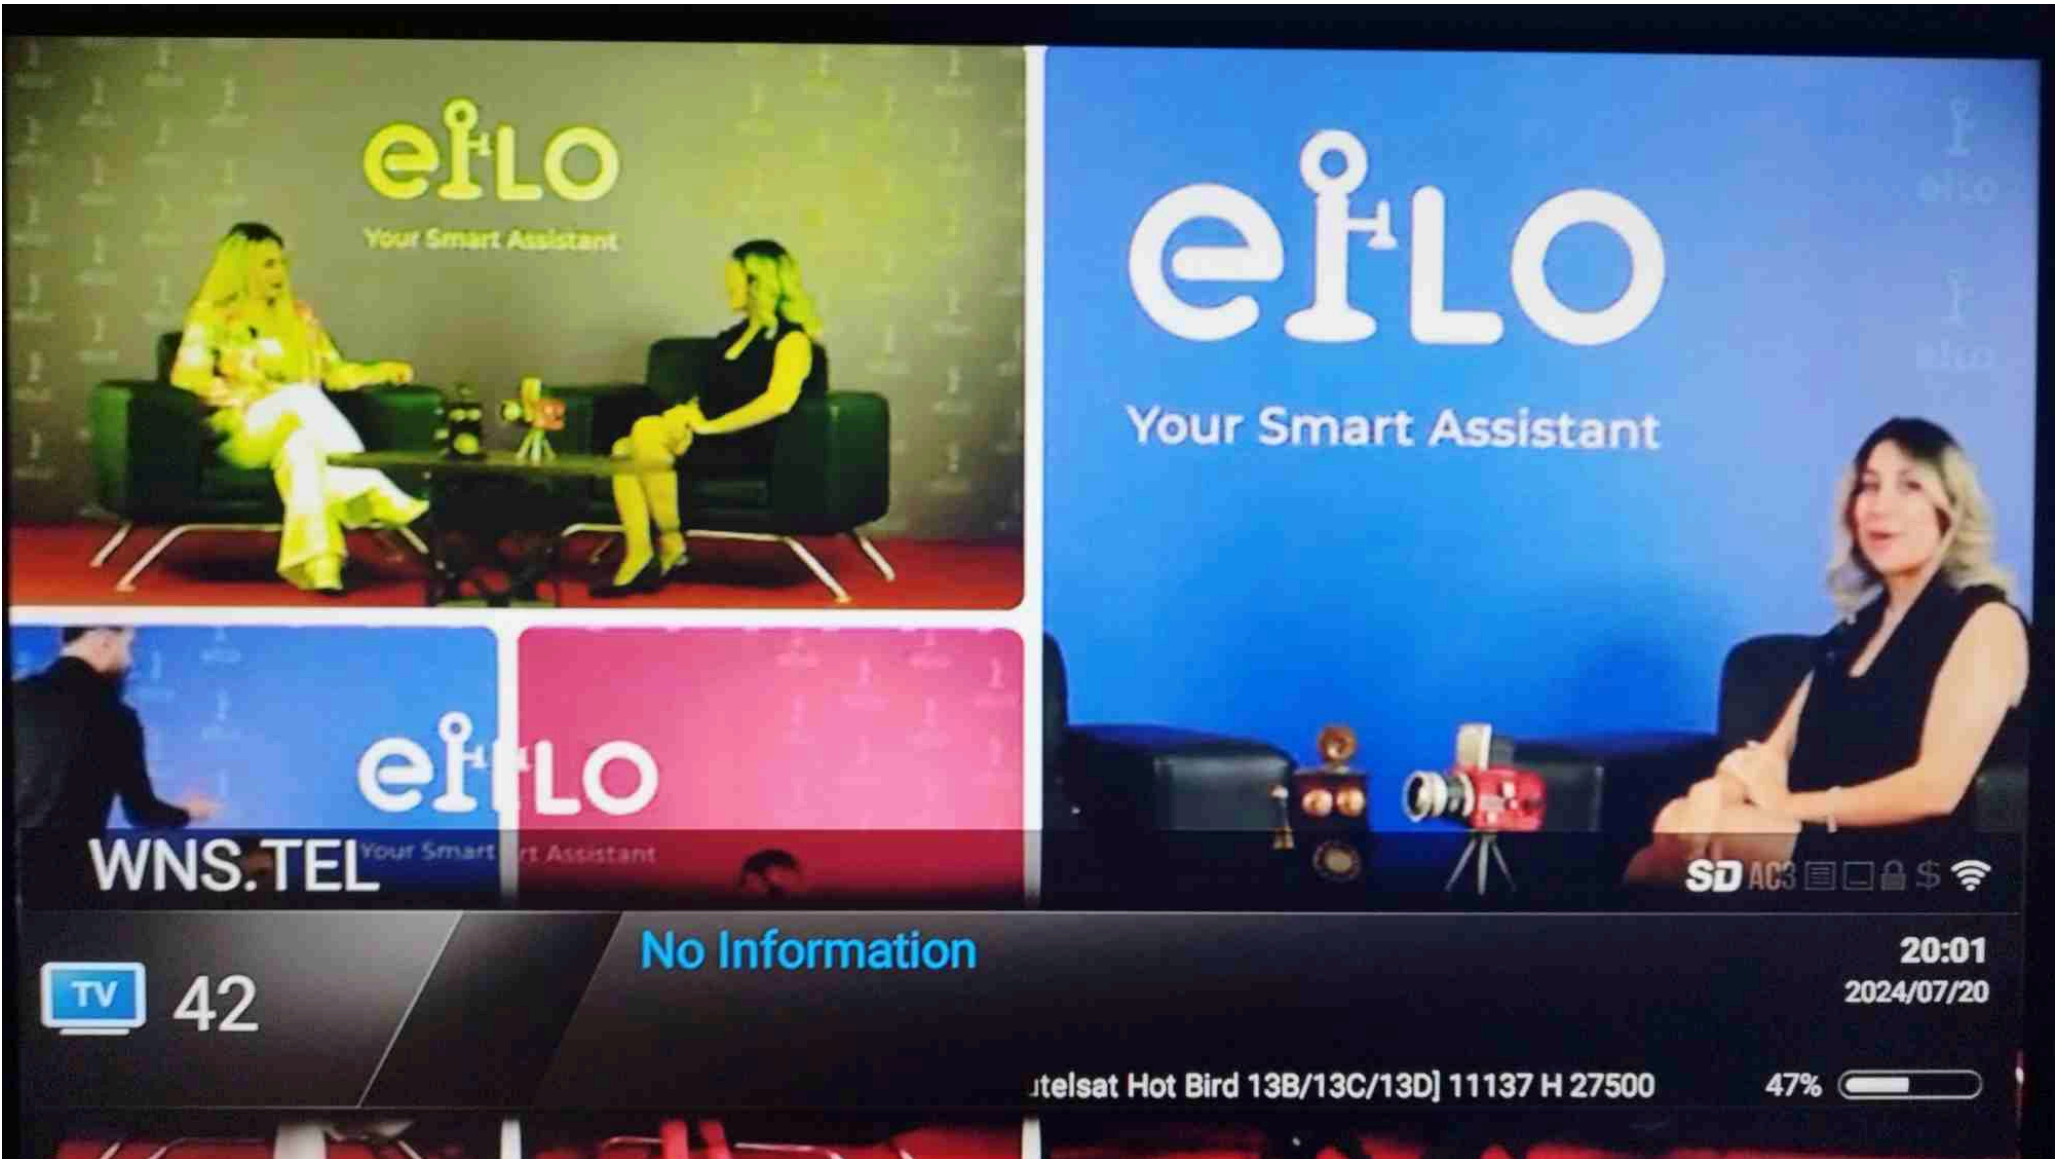 eiLO
Your Smart Assistant
eiLO
Your Smart Assistant
eiLO
Your Smart
rt Assistant
WNS.TEL
SD AC3 $
TV 42
No Information
20:01
2024/07/20
telsat Hot Bird 13B/13C/13D] 11137 H 27500
47%